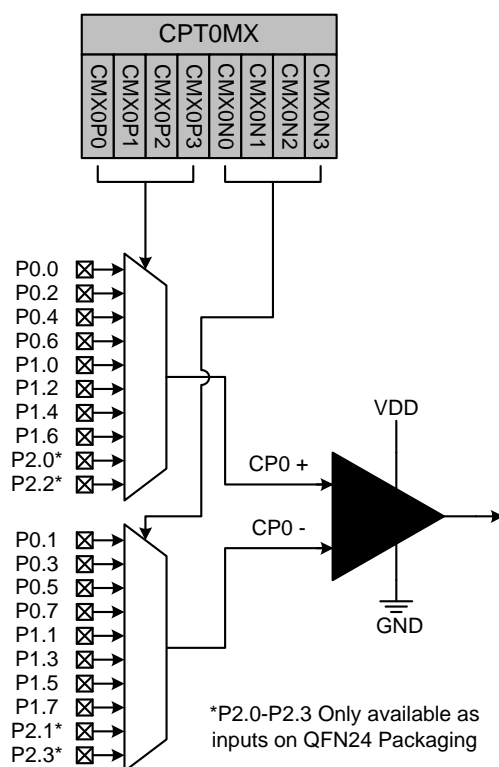 CPT0MX
CMX0P0
CMX0P1
CMX0P2
CMX0P3
CMX0N0
CMX0N1
CMX0N2
CMX0N3
P0.0
P0.2
P0.4
P0.6
P1.0
P1.2
P1.4
P1.6
P2.0*
P2.2*
VDD
CP0 +
CP0 -
GND
P0.1
P0.3
P0.5
P0.7
P1.1
P1.3
P1.5
P1.7
P2.1*
P2.3*
*P2.0-P2.3 Only available as
inputs on QFN24 Packaging